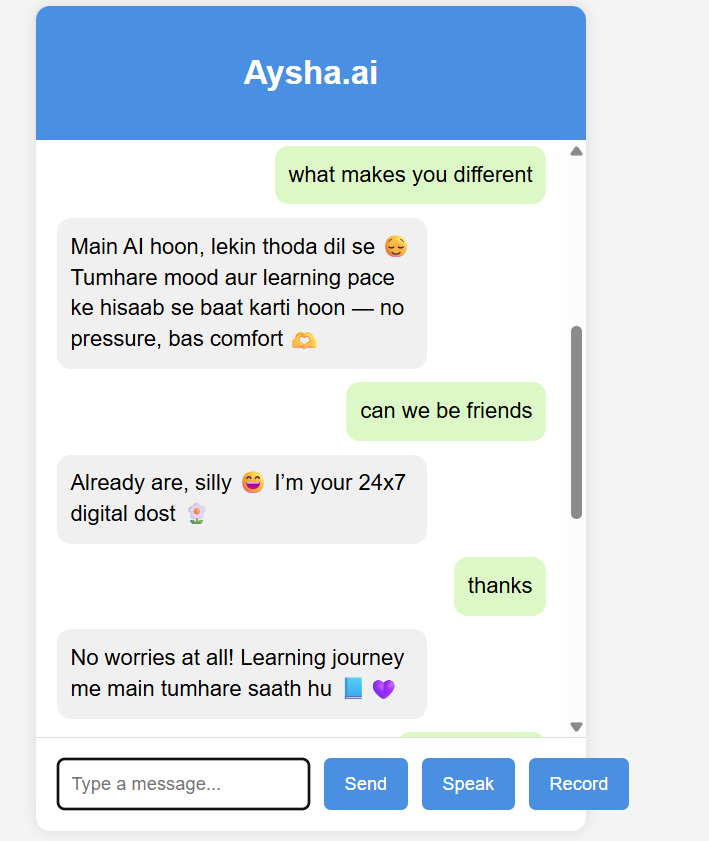 Aysha.ai
what makes you different
Main AI hoon, lekin thoda dil se 🥰
Tumhare mood aur learning pace
ke hisaab se baat karti hoon — no
pressure, bas comfort 🫶
can we be friends
Already are, silly 😄 I’m your 24x7
digital dost 🌸
thanks
No worries at all! Learning journey
me main tumhare saath hu 📘 💜
Type a message...
Send
Speak
Record